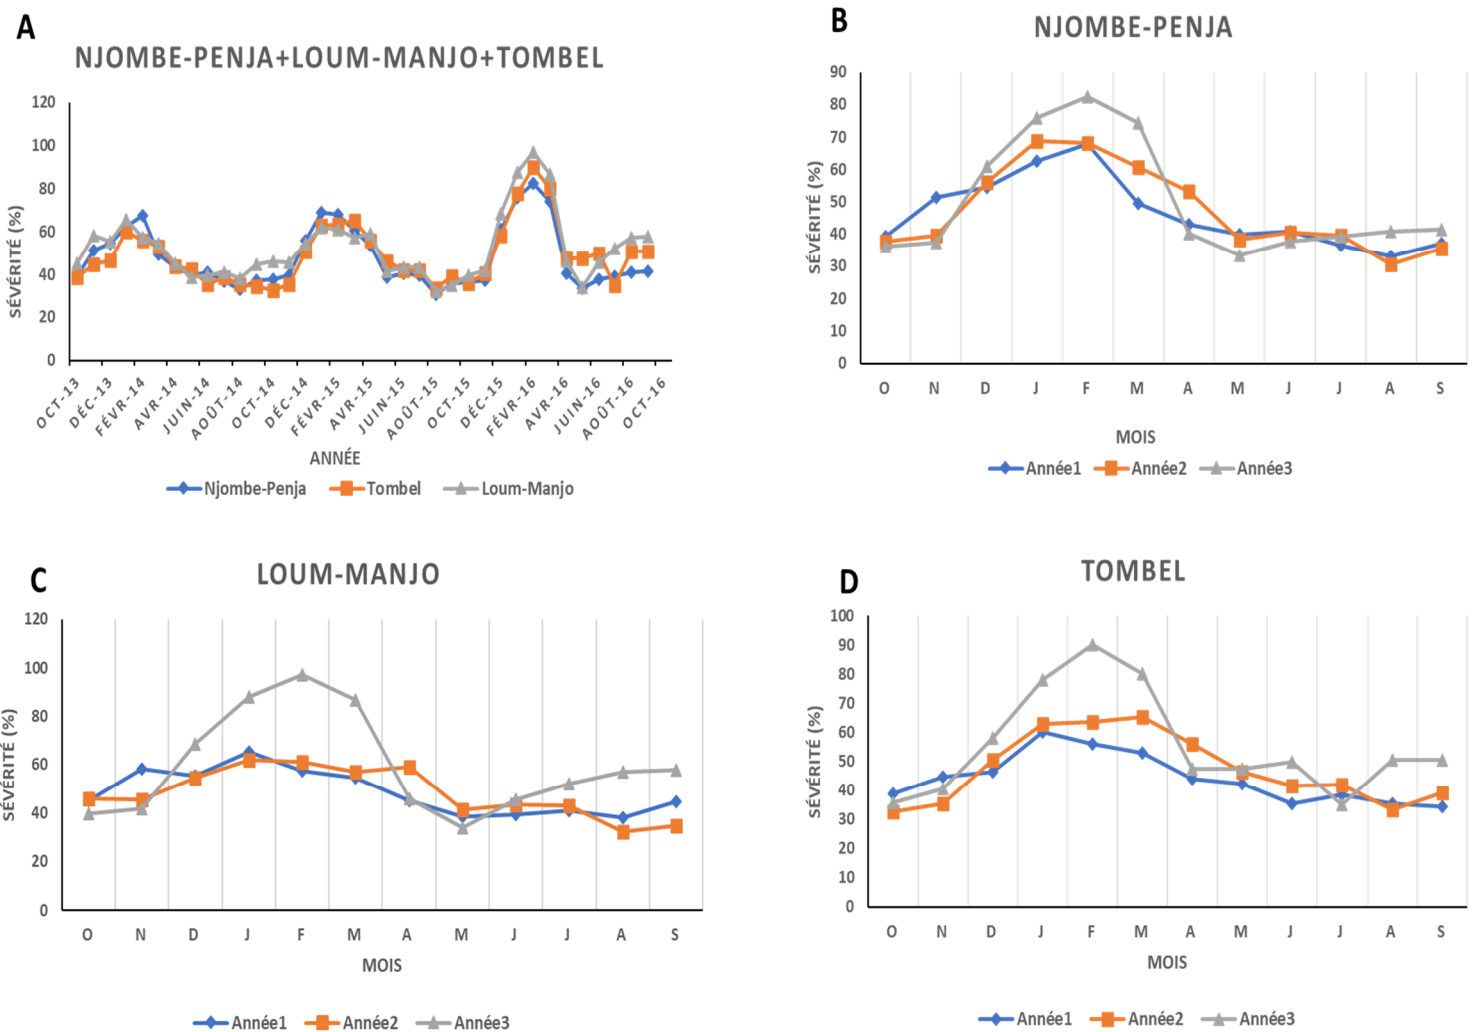 A
NJOMBE-PENJA+LOUM-MANJO+TOMBEL
120
100
80
60
40
20
0
SÉVÉRITÉ (%)
OCT-13 DÉC-13 FÉVR-14 AVR-14 JUIN-14 AOÛT-14 OCT-14 DÉC-14 FÉVR-15 AVR-15 JUIN-15 AOÛT-15 OCT-15 DÉC-15 FÉVR-16 AVR-16 JUIN-16 AOÛT-16 OCT-16
ANNÉE
Njombe-Penja Tombel Loum-Manjo
B
NJOMBE-PENJA
90
80
70
60
50
40
30
20
10
0
SÉVÉRITÉ (%)
O N D J F M A M J J A S
MOIS
Année1 Année2 Année3
C
LOUM-MANJO
120
100
80
60
40
20
0
SÉVÉRITÉ (%)
O N D J F M A M J J A S
MOIS
Année1 Année2 Année3
D
TOMBEL
100
90
80
70
60
50
40
30
20
10
0
SÉVÉRITÉ (%)
O N D J F M A M J J A S
MOIS
Année1 Année2 Année3